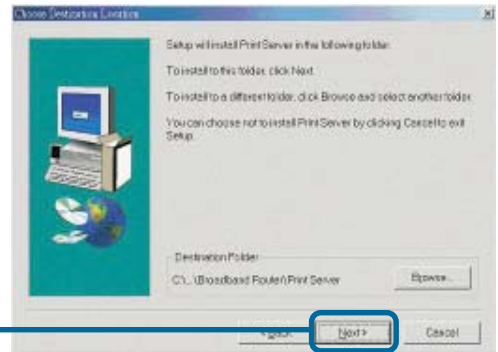 Choose Destination Location
Setup will install Print Server in the following folder.
To install to this folder, click Next.
To install to a different folder, click Browse and select another folder.
You can choose not to install Print Server by clicking Cancel to exit
Setup.
Destination Folder
C:\...\Broadband Router\Print Server
Browse...
< Back
Next >
Cancel